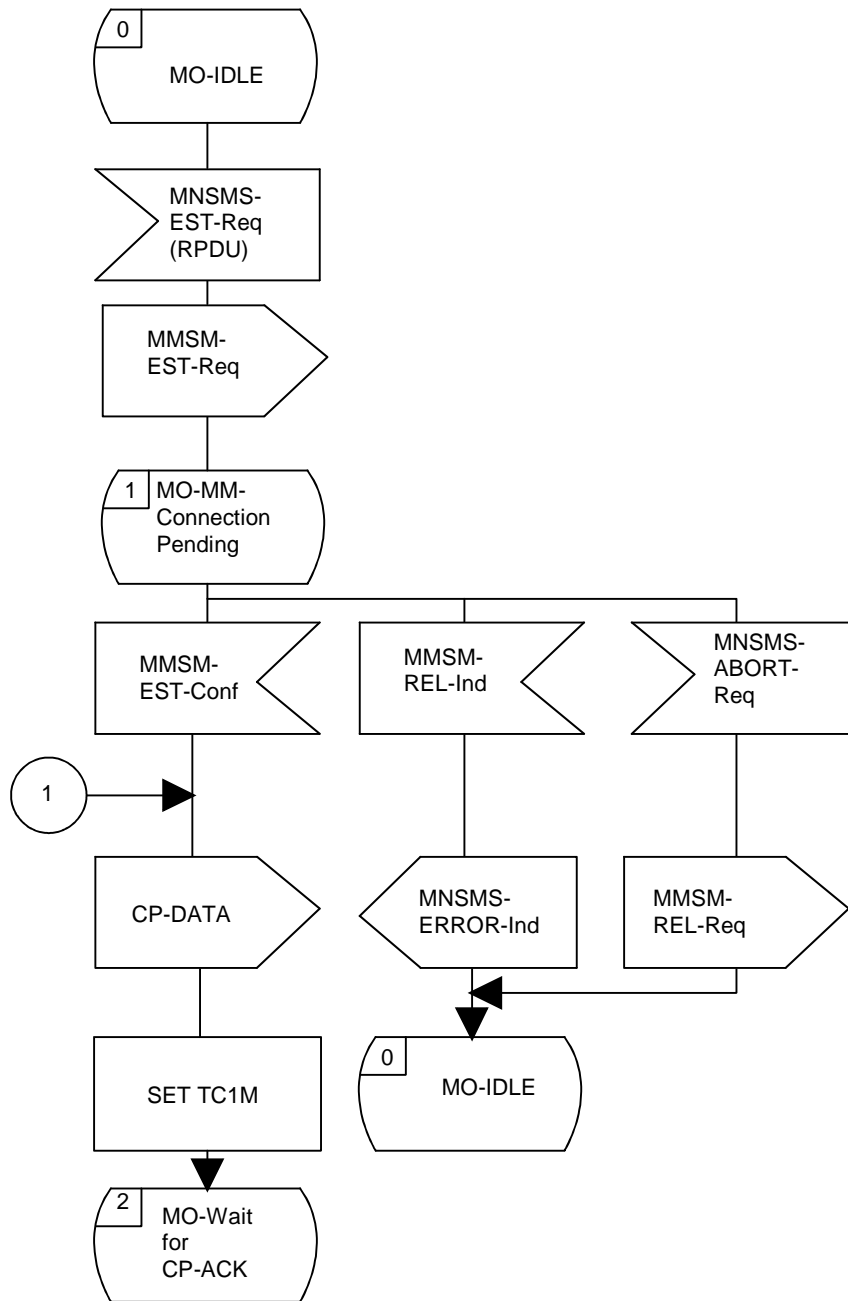 0
MO-IDLE
MNSMS-
EST-Req
(RPDU)
MMSM-
EST-Req
1
MO-MM-
Connection
Pending
MMSM-
EST-Conf
MMSM-
REL-Ind
MNSMS-
ABORT-
Req
1
CP-DATA
MNSMS-
ERROR-Ind
MMSM-
REL-Req
SET TC1M
0
MO-IDLE
2
MO-Wait
for
CP-ACK